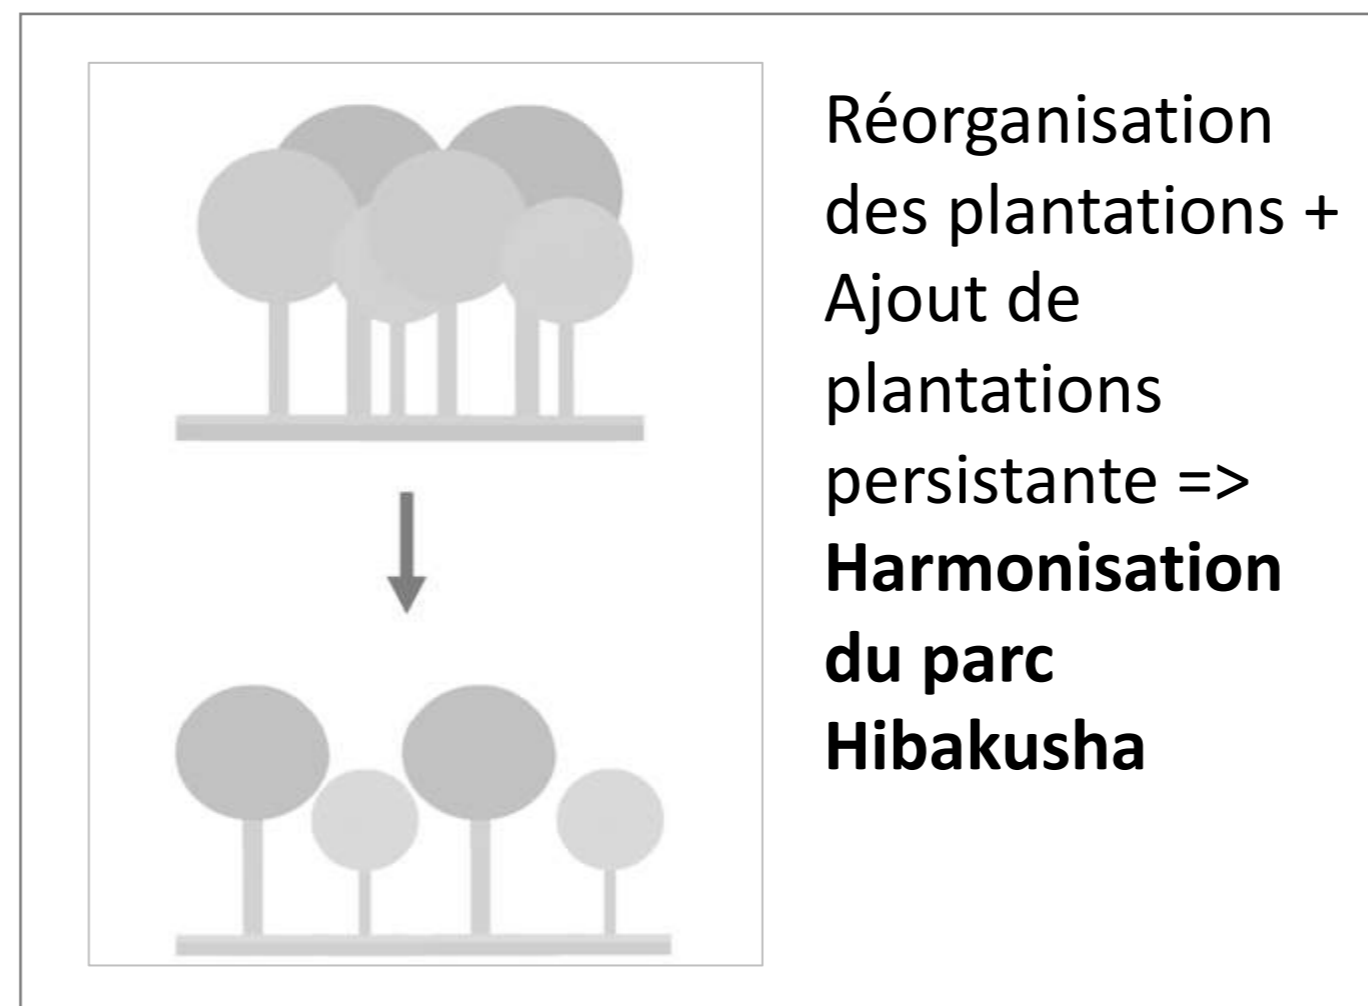 Réorganisation
des plantations +
Ajout de
plantations
persistante =>
Harmonisation
du parc
Hibakusha